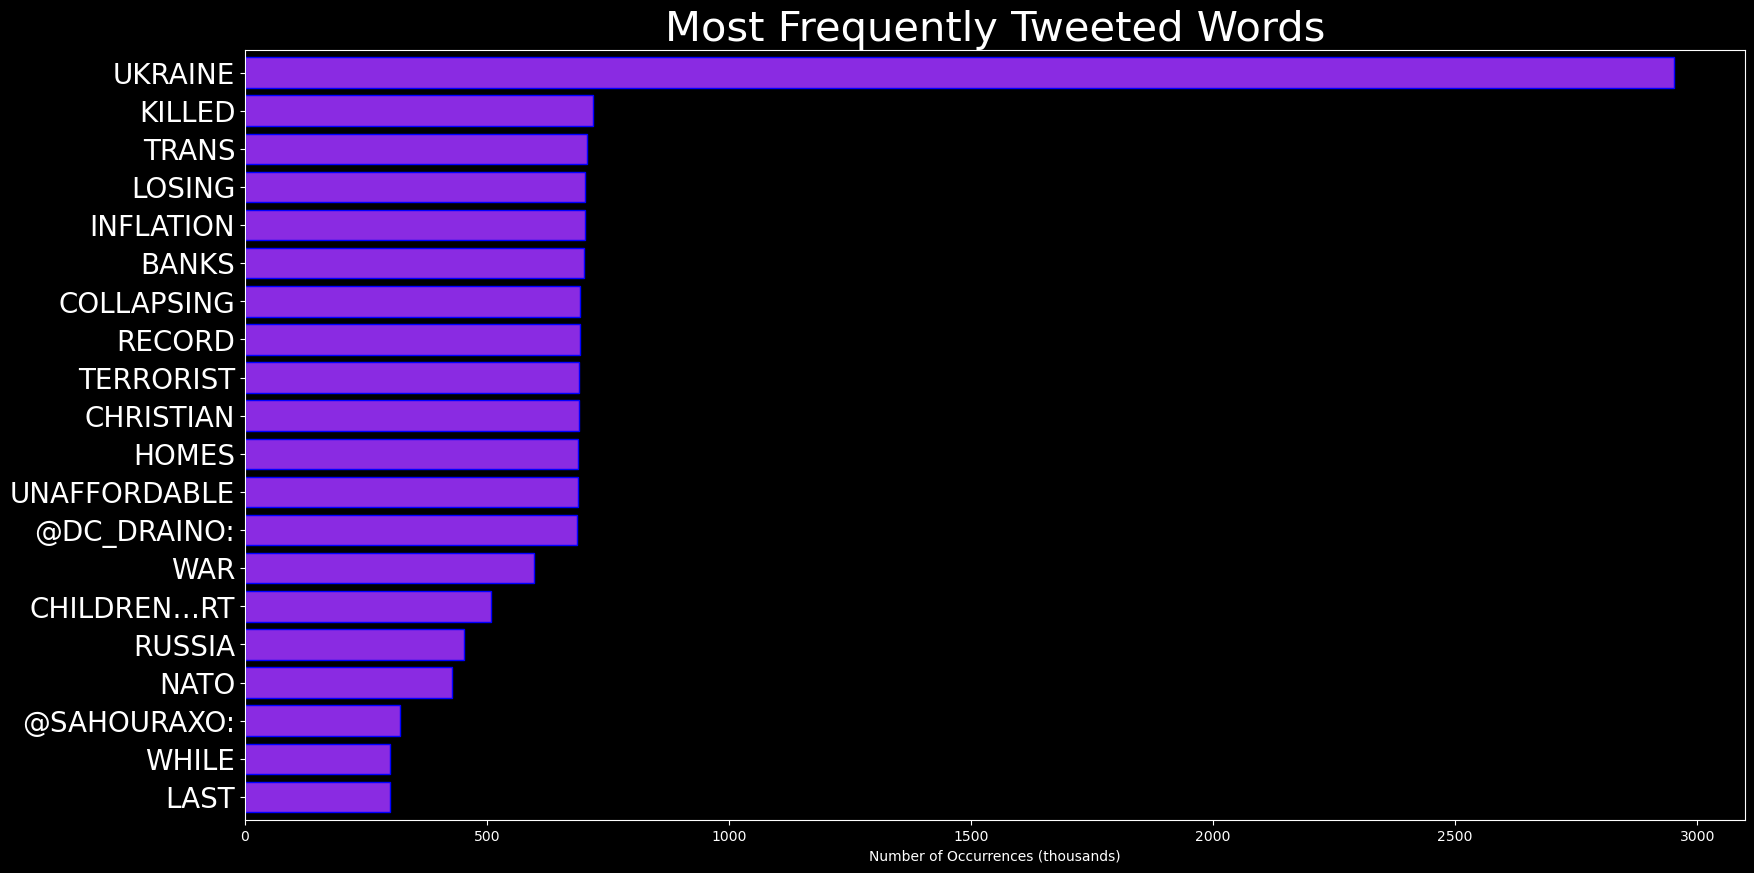 Most Frequently Tweeted Words
UKRAINE
KILLED
TRANS
LOSING
INFLATION
BANKS
COLLAPSING
RECORD
TERRORIST
CHRISTIAN
HOMES
UNAFFORDABLE
@DC_DRAINO:
WAR
CHILDREN…RT
RUSSIA
NATO
@SAHOURAXO:
WHILE
LAST
0 500 1000 1500 2000 2500 3000
Number of Occurrences (thousands)